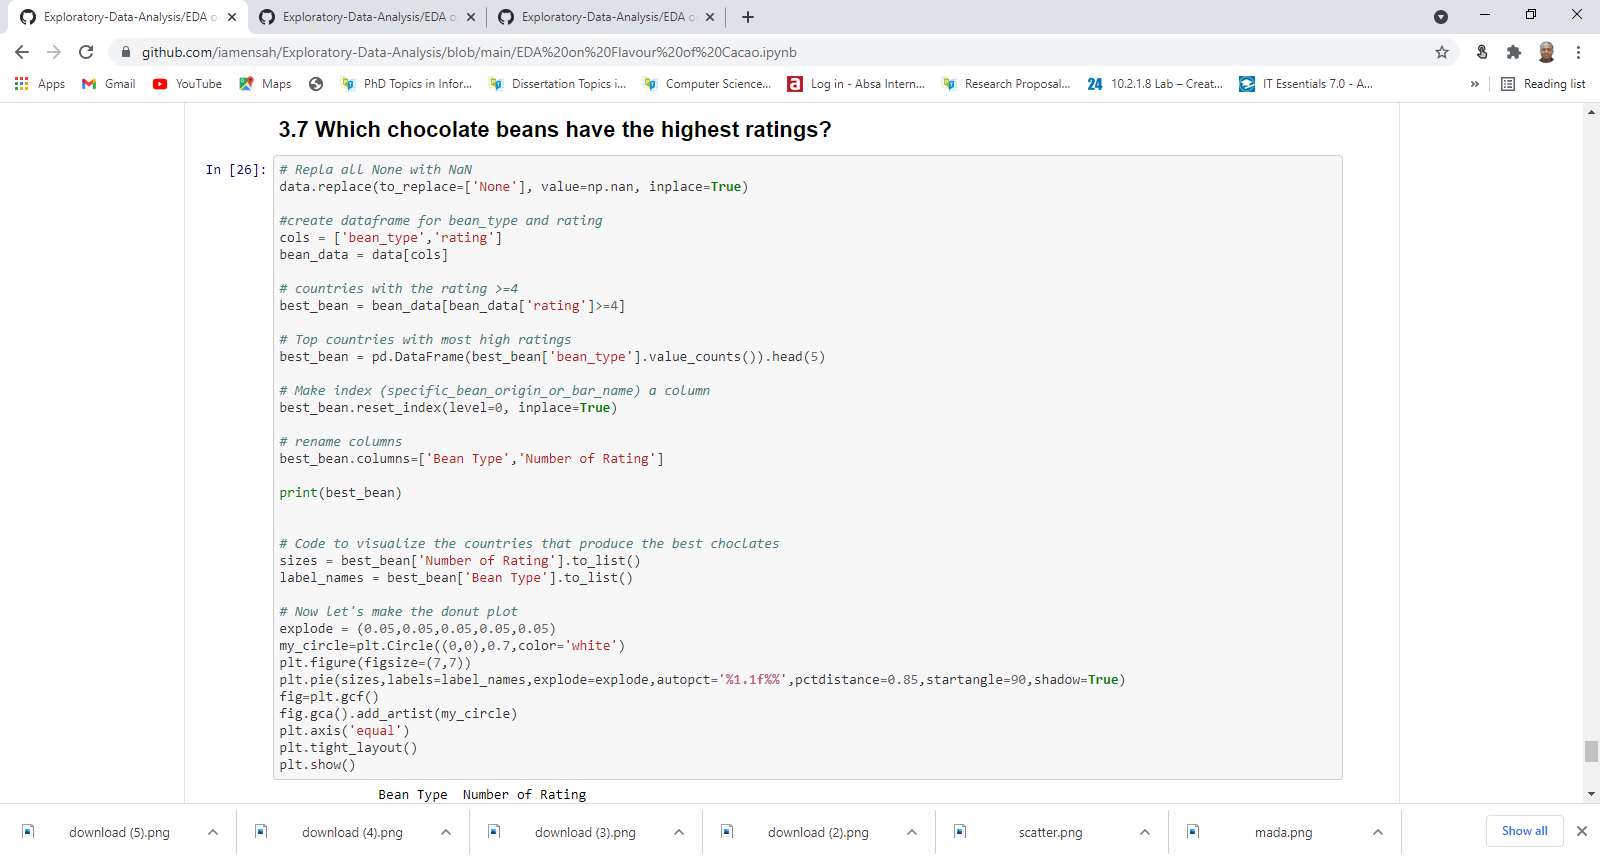 Exploratory-Data-Analysis/EDA o
Exploratory-Data-Analysis/EDA o
Exploratory-Data-Analysis/EDA o
github.com/iamensah/Exploratory-Data-Analysis/blob/main/EDA%20on%20Flavour%20of%20Cacao.ipynb
Apps
Gmail
YouTube
Maps
PhD Topics in Infor...
Dissertation Topics i...
Computer Science...
a
Log in - Absa Intern...
Research Proposal...
24
10.2.1.8 Lab – Creat...
IT Essentials 7.0 - A...
»
Reading list
3.7 Which chocolate beans have the highest ratings?
In [26]:
# Repla all None with NaN
data.replace(to_replace=['None'], value=np.nan, inplace=True)
#create dataframe for bean_type and rating
cols = ['bean_type','rating']
bean_data = data[cols]
# countries with the rating >=4
best_bean = bean_data[bean_data['rating']>=4]
# Top countries with most high ratings
best_bean = pd.DataFrame(best_bean['bean_type'].value_counts()).head(5)
# Make index (specific_bean_origin_or_bar_name) a column
best_bean.reset_index(level=0, inplace=True)
# rename columns
best_bean.columns=['Bean Type','Number of Rating']
print(best_bean)
# Code to visualize the countries that produce the best choclates
sizes = best_bean['Number of Rating'].to_list()
label_names = best_bean['Bean Type'].to_list()
# Now let's make the donut plot
explode = (0.05,0.05,0.05,0.05,0.05)
my_circle=plt.Circle((0,0),0.7,color='white')
plt.figure(figsize=(7,7))
plt.pie(sizes,labels=label_names,explode=explode,autopct='%1.1f%%',pctdistance=0.85,startangle=90,shadow=True)
fig=plt.gcf()
fig.gca().add_artist(my_circle)
plt.axis('equal')
plt.tight_layout()
plt.show()
Bean Type  Number of Rating
download (5).png
download (4).png
download (3).png
download (2).png
scatter.png
mada.png
Show all